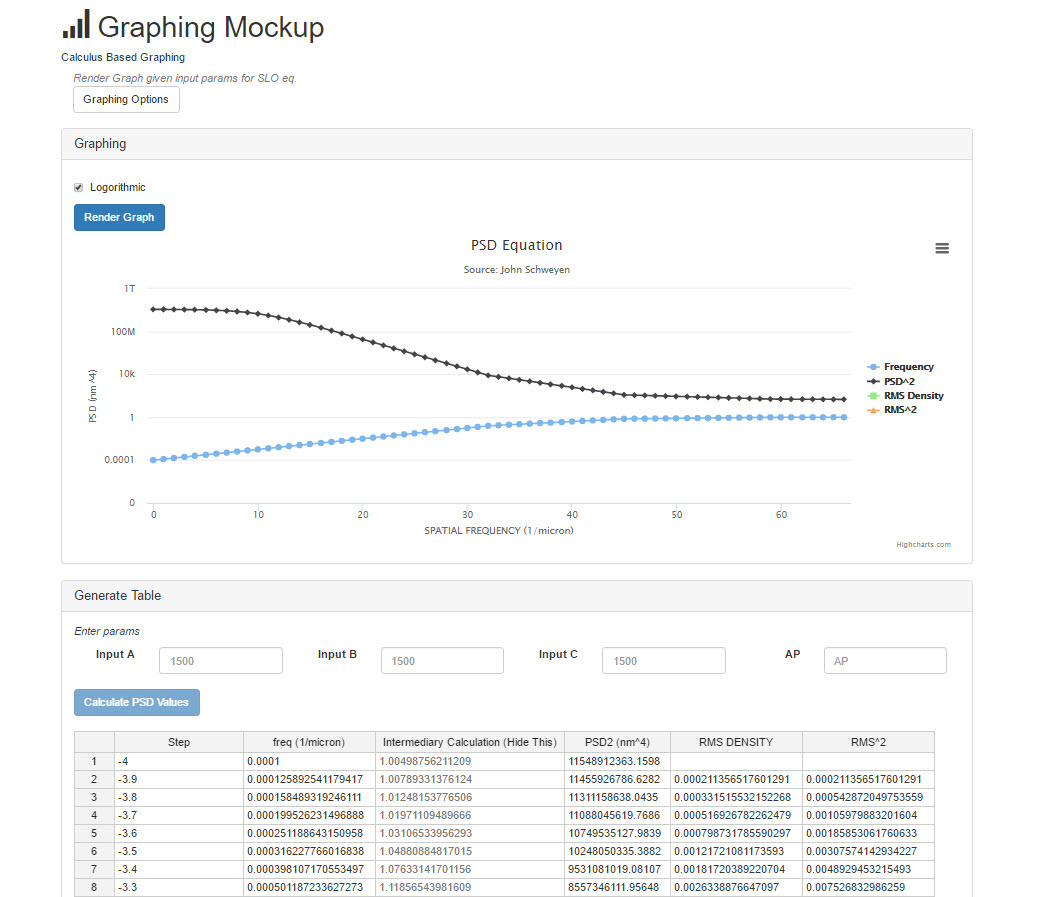 Graphing Mockup
Calculus Based Graphing
Render Graph given input params for SLO eq.
Graphing Options
Graphing
Logorithmic
Render Graph
PSD Equation
Source: John Schweyen
1T
100M
10k
1
0.0001
0
PSD (nm^4)
0 10 20 30 40 50 60
SPATIAL FREQUENCY (1/micron)
Frequency
PSD^2
RMS Density
RMS^2
Highcharts.com
Generate Table
Enter params
Input A 1500 Input B 1500 Input C 1500 AP AP
Calculate PSD Values
Step freq (1/micron) Intermediary Calculation (Hide This) PSD2 (nm^4) RMS DENSITY RMS^2
1 -4 0.0001 1.00498756211209 11548912363.1598
2 -3.9 0.000125892541179417 1.00789331376124 11455926786.6282 0.000211356517601291 0.000211356517601291
3 -3.8 0.000158489319246111 1.01248153776506 11311158638.0435 0.000331515532152268 0.000542872049753559
4 -3.7 0.000199526231496888 1.01971109489666 11088045619.7686 0.000516926782262479 0.00105979883201604
5 -3.6 0.000251188643150958 1.03106533956293 10749535127.9839 0.000798731785590297 0.00185853061760633
6 -3.5 0.000316227766016838 1.04880884817015 10248050335.3882 0.00121721081173593 0.00307574142934227
7 -3.4 0.000398107170553497 1.07633141701156 9531081019.08107 0.00181720389220704 0.0048929453215493
8 -3.3 0.000501187233627273 1.11856543981609 8557346111.95648 0.0026338876647097 0.007526832986259